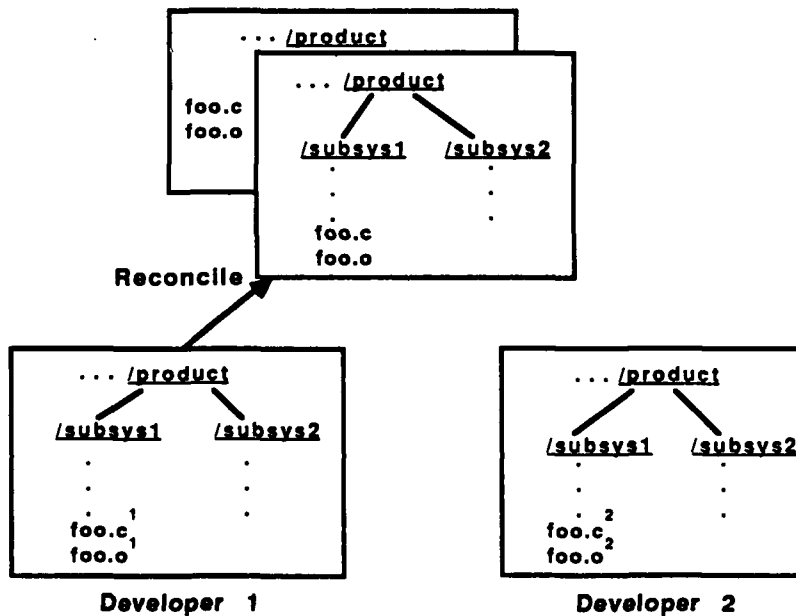 ... /product
foo.c
foo.o
... /product
/subsys1 /subsys2
foo.c
foo.o
Reconcile
... /product
/subsys1 /subsys2
foo.c¹
foo.o¹
Developer 1
... /product
/subsys1 /subsys2
foo.c²
foo.o²
Developer 2